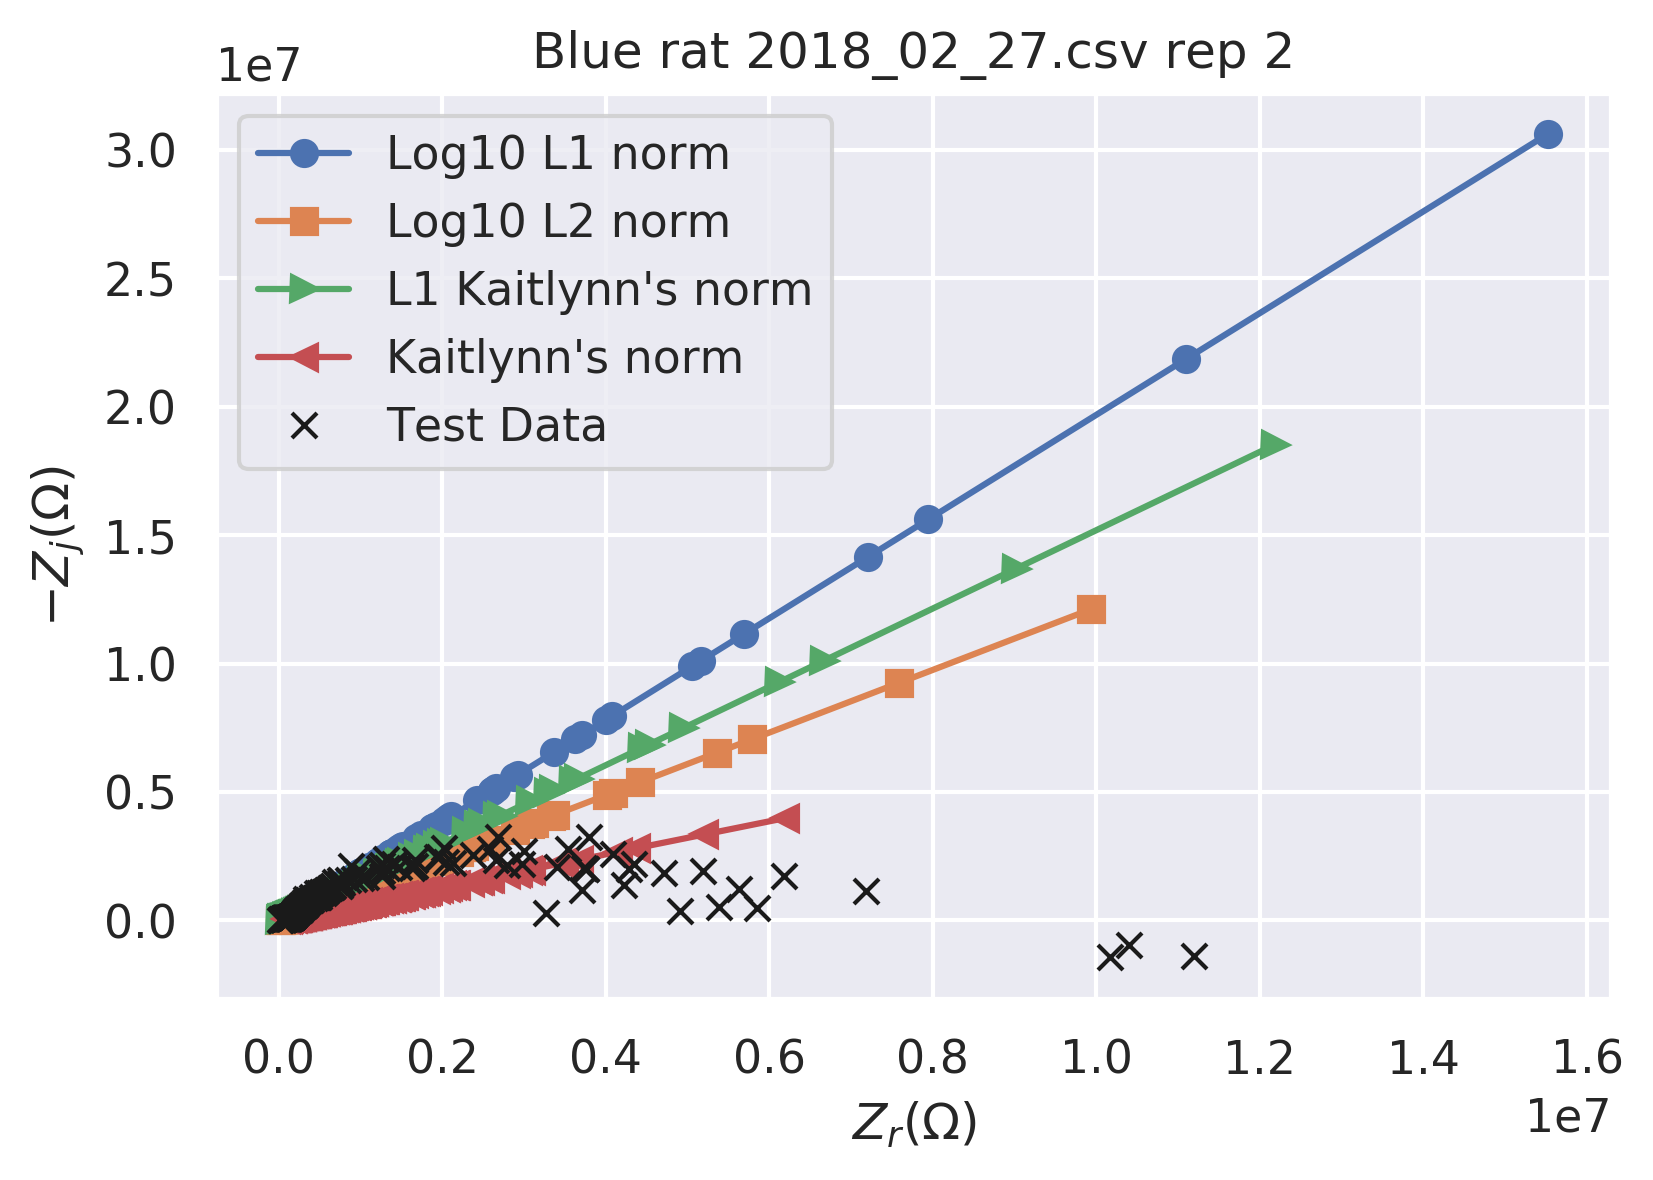 Blue rat 2018_02_27.csv rep 2
1e7
3.0
2.5
2.0
1.5
1.0
0.5
0.0
−Zj(Ω)
Log10 L1 norm
Log10 L2 norm
L1 Kaitlynn's norm
Kaitlynn's norm
Test Data
0.0 0.2 0.4 0.6 0.8 1.0 1.2 1.4 1.6
1e7
Zr(Ω)